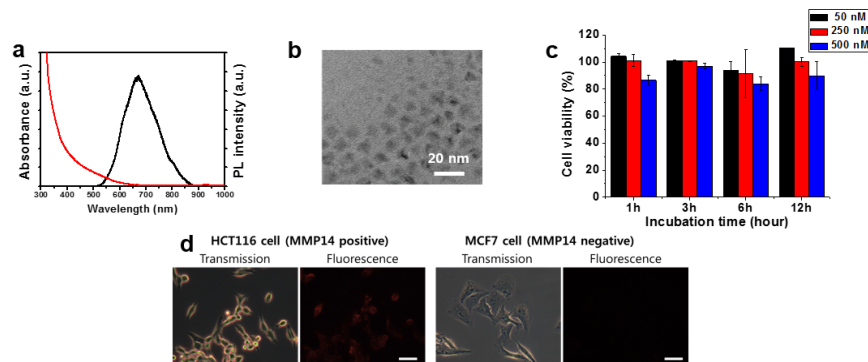 a
Absorbance (a.u.)
PL intensity (a.u.)
300 400 500 600 700 800 900 1000
Wavelength (nm)
b
20 nm
c
50 nM
250 nM
500 nM
Cell viability (%)
120
100
80
60
40
20
0
1h 3h 6h 12h
Incubation time (hour)
d
HCT116 cell (MMP14 positive)
MCF7 cell (MMP14 negative)
Transmission Fluorescence Transmission Fluorescence